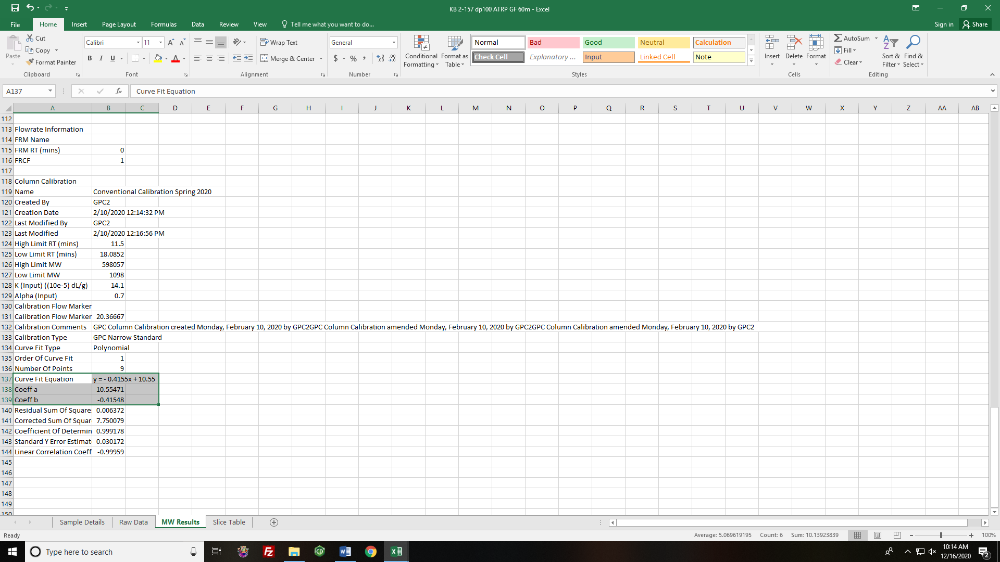 KB 2-157 dp100 ATRP GF 60m - Excel
File Home Insert Page Layout Formulas Data Review View Tell me what you want to do... Sign in Share
Paste Cut Copy Format Painter
Calibri 11 B I U
Wrap Text Merge & Center
General $ %
Conditional Formatting Format as Table
Normal Bad Good Neutral Calculation
Check Cell Explanatory ... Input Linked Cell Note
Insert Delete Format
AutoSum Fill Clear Sort & Filter Find & Select
Clipboard Font Alignment Number Styles Cells Editing
A137 fx Curve Fit Equation
A B C D E F G H I J K L M N O P Q R S T U V W X Y Z AA AB
112
113 Flowrate Information
114 FRM Name
115 FRM RT (mins) 0
116 FRCF 1
117
118 Column Calibration
119 Name Conventional Calibration Spring 2020
120 Created By GPC2
121 Creation Date 2/10/2020 12:14:32 PM
122 Last Modified By GPC2
123 Last Modified 2/10/2020 12:16:56 PM
124 High Limit RT (mins) 11.5
125 Low Limit RT (mins) 18.0852
126 High Limit MW 598057
127 Low Limit MW 1098
128 K (Input) ((10e-5) dL/g) 14.1
129 Alpha (Input) 0.7
130 Calibration Flow Marker
131 Calibration Flow Marker 20.36667
132 Calibration Comments GPC Column Calibration created Monday, February 10, 2020 by GPC2GPC Column Calibration amended Monday, February 10, 2020 by GPC2GPC Column Calibration amended Monday, February 10, 2020 by GPC2
133 Calibration Type GPC Narrow Standard
134 Curve Fit Type Polynomial
135 Order Of Curve Fit 1
136 Number Of Points 9
137 Curve Fit Equation y = - 0.4155x + 10.55
138 Coeff a 10.55471
139 Coeff b -0.41548
140 Residual Sum Of Square 0.006372
141 Corrected Sum Of Squar 7.750079
142 Coefficient Of Determin 0.999178
143 Standard Y Error Estimat 0.030172
144 Linear Correlation Coeff -0.99959
145
146
147
148
149
150
Sample Details Raw Data MW Results Slice Table
Ready Average: 5.069619195 Count: 6 Sum: 10.13923839 100%
Type here to search
10:14 AM
12/16/2020
2